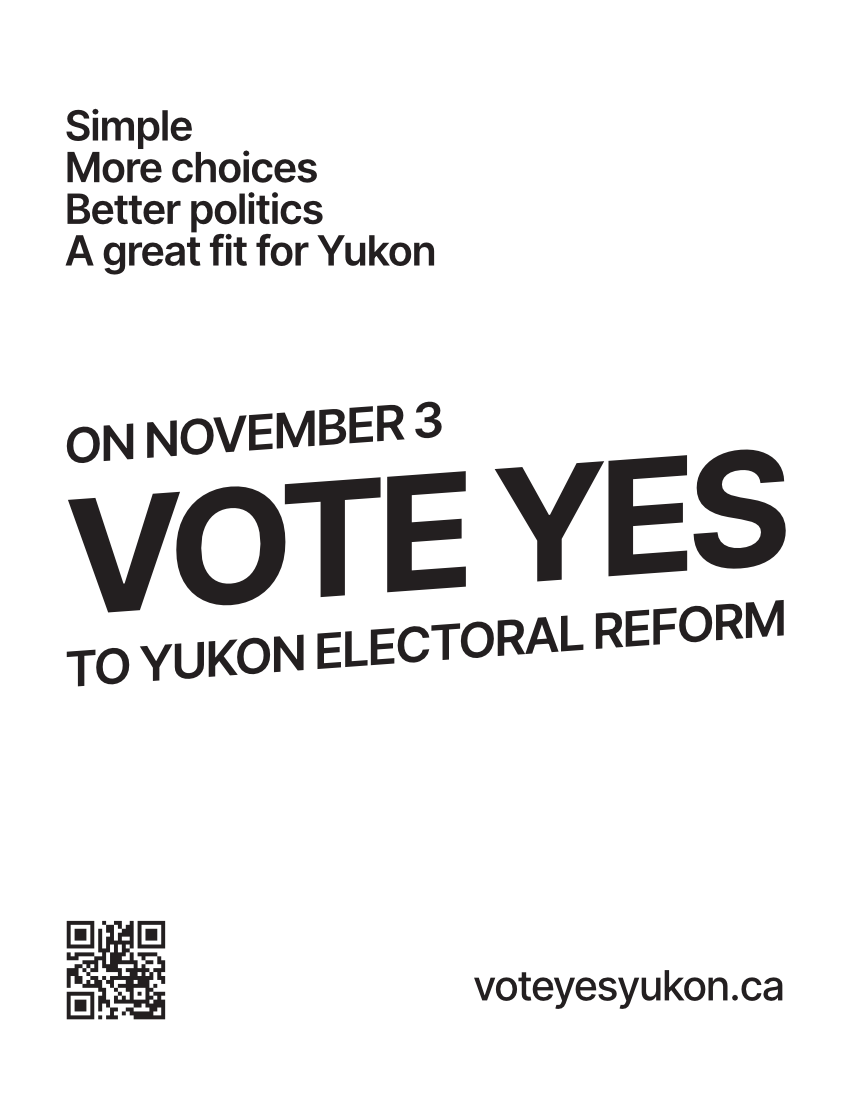 Simple
More choices
Better politics
A great fit for Yukon
ON NOVEMBER 3
VOTE YES
TO YUKON ELECTORAL REFORM
voteyesyukon.ca